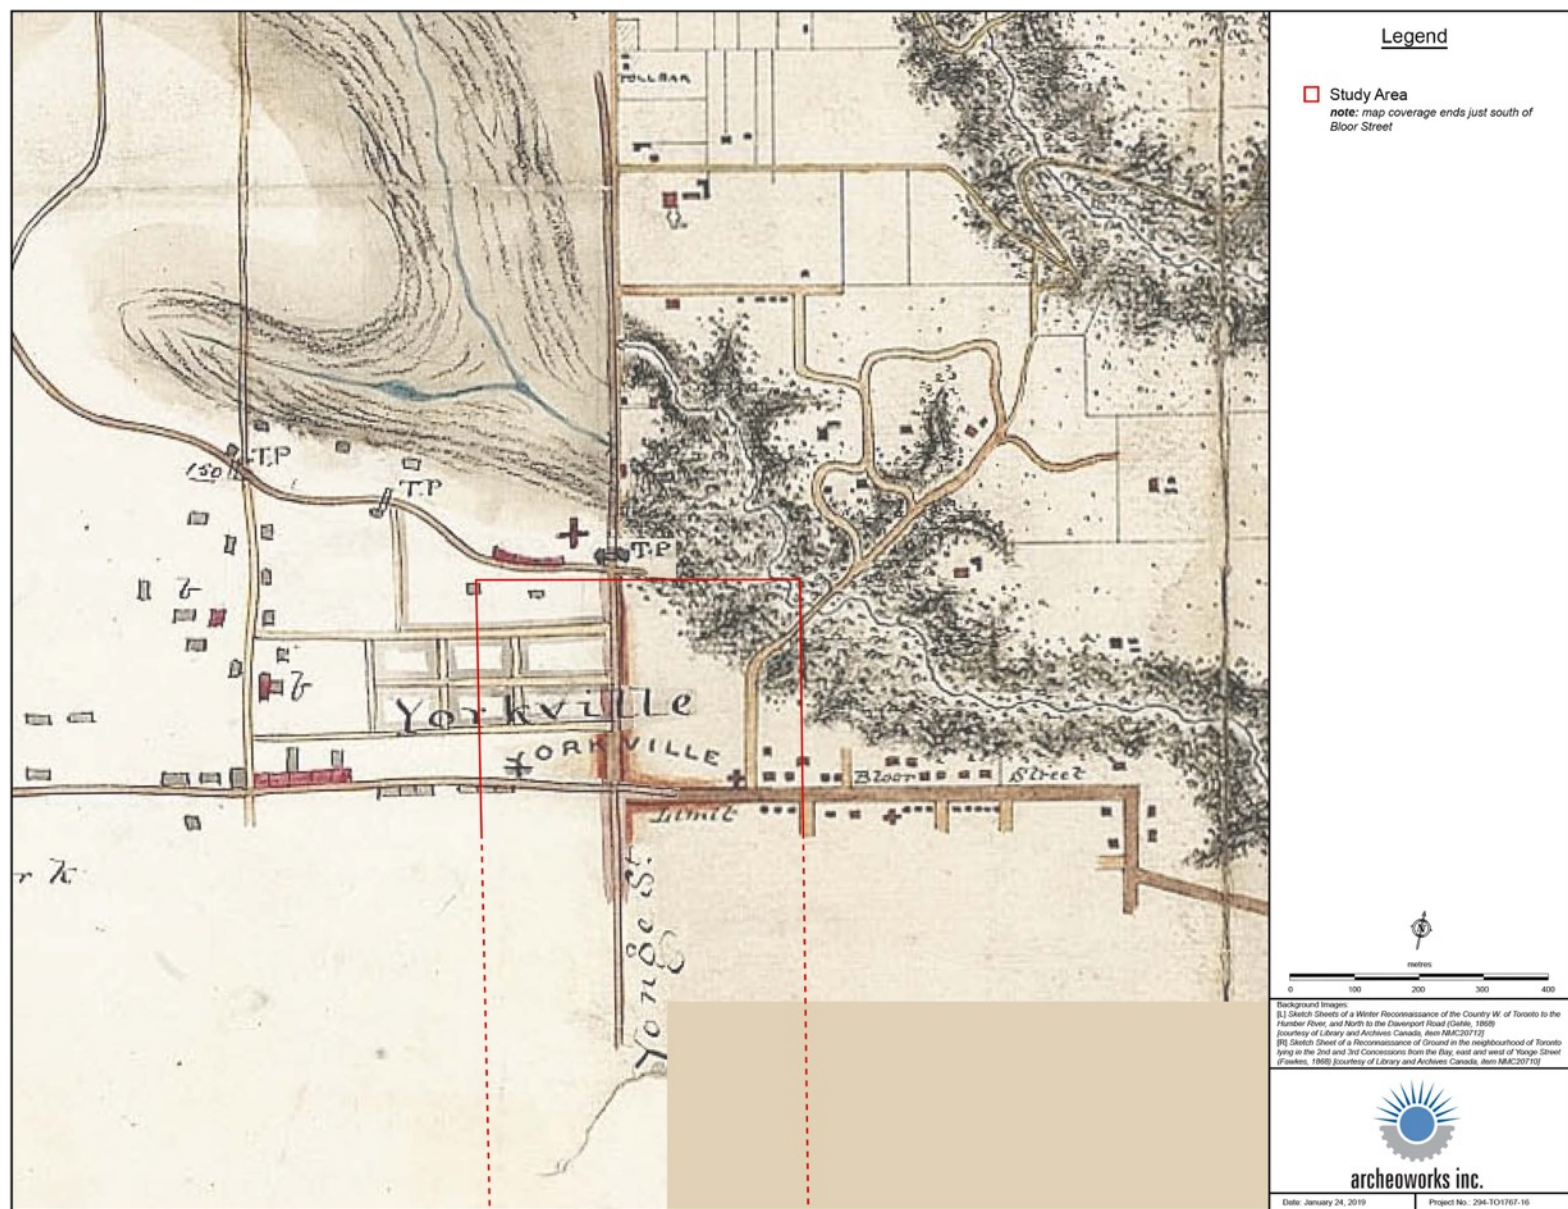 TOLLBAR
T.P
150
T.P
T.P
b
b
Yorkville
YORKVILLE
Bloor Street
Limit
r k
Yonge St.
Legend
Study Area
note: map coverage ends just south of
Bloor Street
N
metres
0 100 200 300 400
Background Images:
[L] Sketch Sheets of a Winter Reconnaissance of the Country W. of Toronto to the
Humber River, and North to the Davenport Road (Gehle, 1868)
[courtesy of Library and Archives Canada, item NMC20712]
[R] Sketch Sheet of a Reconnaissance of Ground in the neighbourhood of Toronto
lying in the 2nd and 3rd Concessions from the Bay, east and west of Yonge Street
(Fawkes, 1868) [courtesy of Library and Archives Canada, item NMC20710]
archeoworks inc.
Date: January 24, 2019 Project No.: 294-TO1767-16